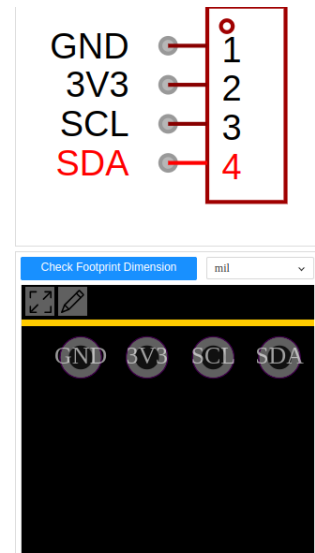 GND 1
3V3 2
SCL 3
SDA 4
Check Footprint Dimension mil
GND 3V3 SCL SDA